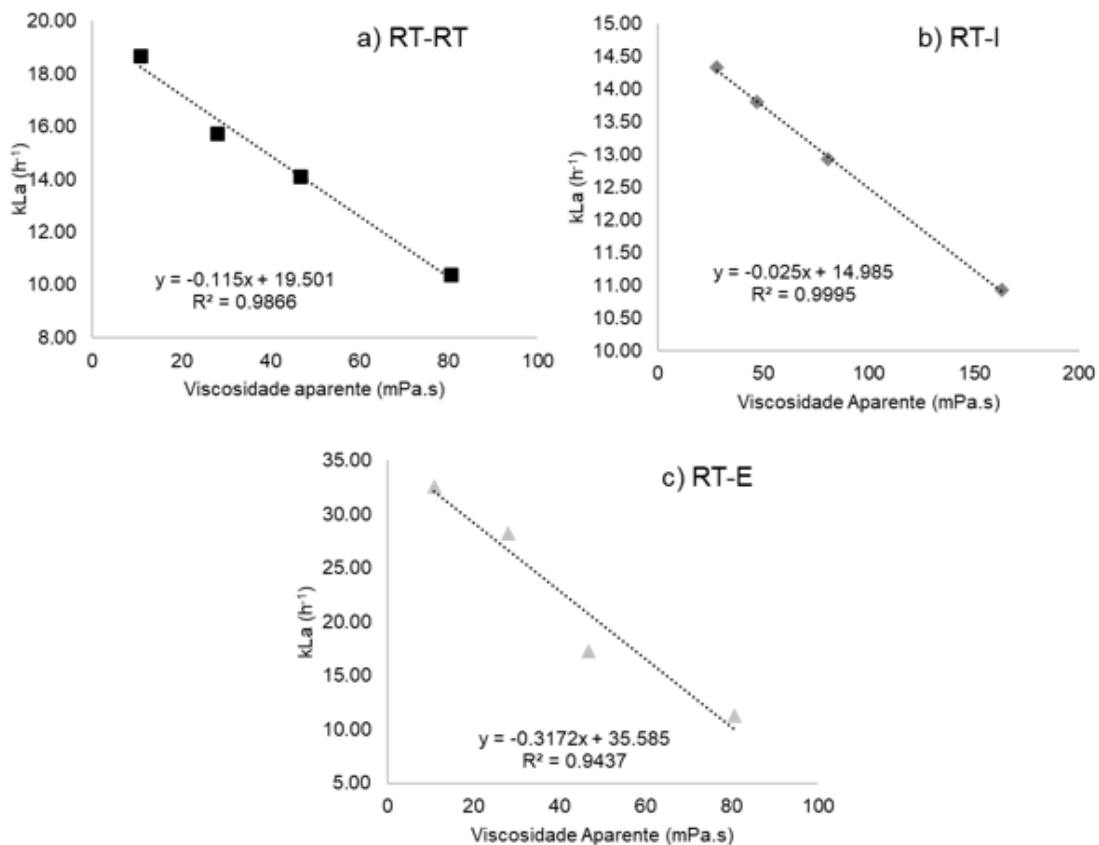 a) RT-RT
20.00
18.00
16.00
14.00
12.00
10.00
8.00
kLa (h⁻¹)
y = -0.115x + 19.501
R² = 0.9866
0 20 40 60 80 100
Viscosidade aparente (mPa.s)
b) RT-I
15.00
14.50
14.00
13.50
13.00
12.50
12.00
11.50
11.00
10.50
10.00
kLa (h⁻¹)
y = -0.025x + 14.985
R² = 0.9995
0 50 100 150 200
Viscosidade Aparente (mPa.s)
c) RT-E
35.00
30.00
25.00
20.00
15.00
10.00
5.00
kLa (h⁻¹)
y = -0.3172x + 35.585
R² = 0.9437
0 20 40 60 80 100
Viscosidade Aparente (mPa.s)